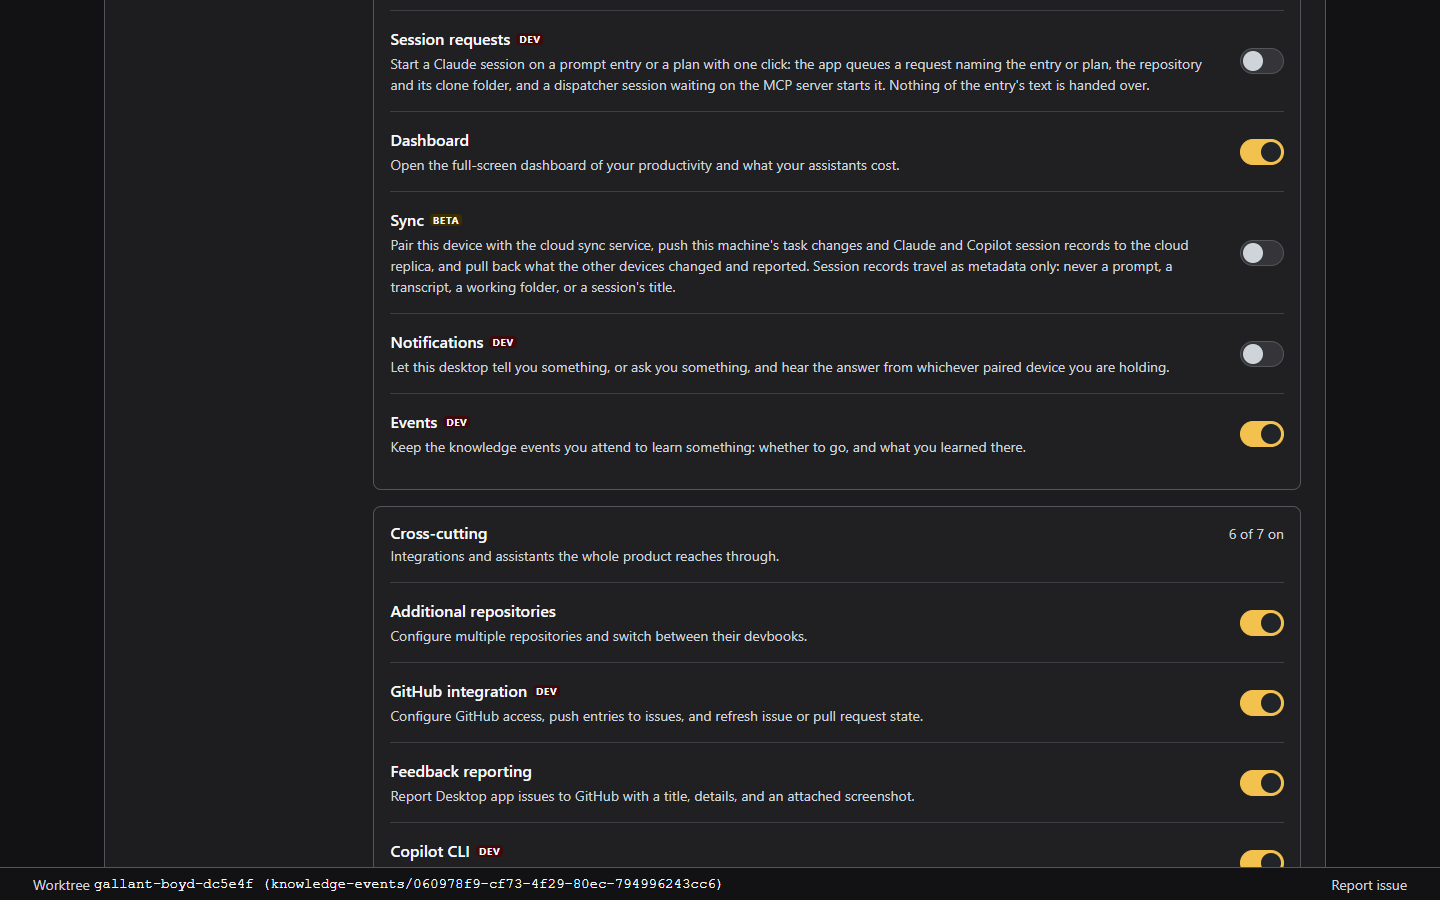 Session requests DEV
Start a Claude session on a prompt entry or a plan with one click: the app queues a request naming the entry or plan, the repository
and its clone folder, and a dispatcher session waiting on the MCP server starts it. Nothing of the entry's text is handed over.
Dashboard
Open the full-screen dashboard of your productivity and what your assistants cost.
Sync BETA
Pair this device with the cloud sync service, push this machine's task changes and Claude and Copilot session records to the cloud
replica, and pull back what the other devices changed and reported. Session records travel as metadata only: never a prompt, a
transcript, a working folder, or a session's title.
Notifications DEV
Let this desktop tell you something, or ask you something, and hear the answer from whichever paired device you are holding.
Events DEV
Keep the knowledge events you attend to learn something: whether to go, and what you learned there.
Cross-cutting 6 of 7 on
Integrations and assistants the whole product reaches through.
Additional repositories
Configure multiple repositories and switch between their devbooks.
GitHub integration DEV
Configure GitHub access, push entries to issues, and refresh issue or pull request state.
Feedback reporting
Report Desktop app issues to GitHub with a title, details, and an attached screenshot.
Copilot CLI DEV
Worktree gallant-boyd-dc5e4f (knowledge-events/060978f9-cf73-4f29-80ec-794996243cc6) Report issue